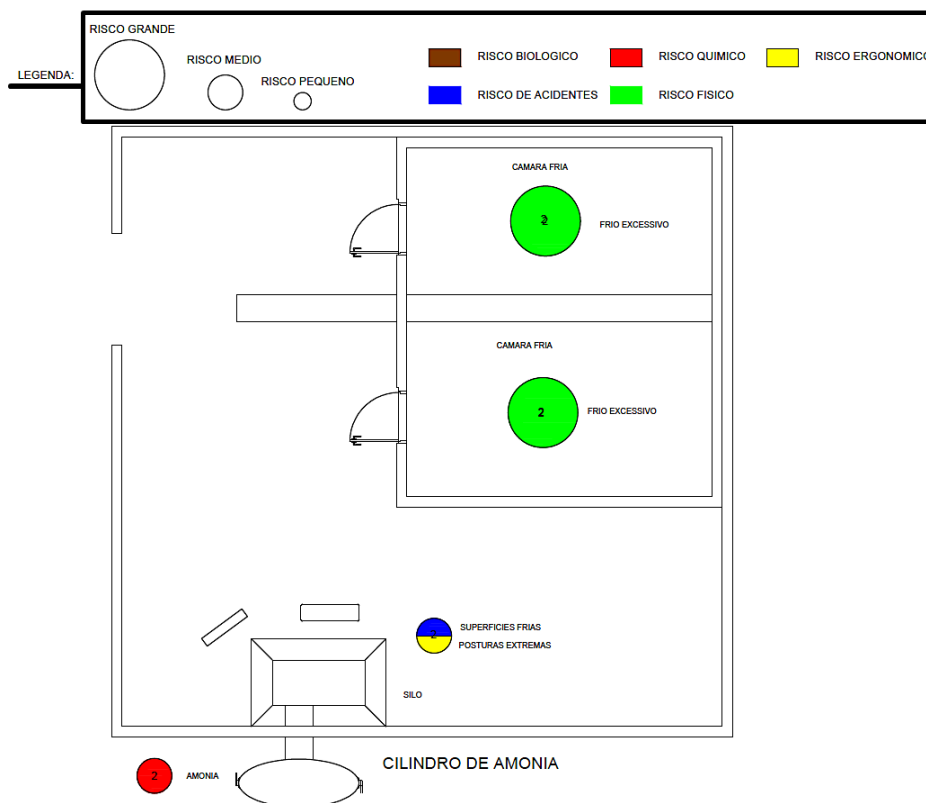 RISCO GRANDE
RISCO MEDIO
RISCO PEQUENO
LEGENDA:
RISCO BIOLOGICO
RISCO QUIMICO
RISCO ERGONOMICO
RISCO DE ACIDENTES
RISCO FISICO
CAMARA FRIA
2
FRIO EXCESSIVO
CAMARA FRIA
2
FRIO EXCESSIVO
2
SUPERFICIES FRIAS
POSTURAS EXTREMAS
SILO
CILINDRO DE AMONIA
2
AMONIA